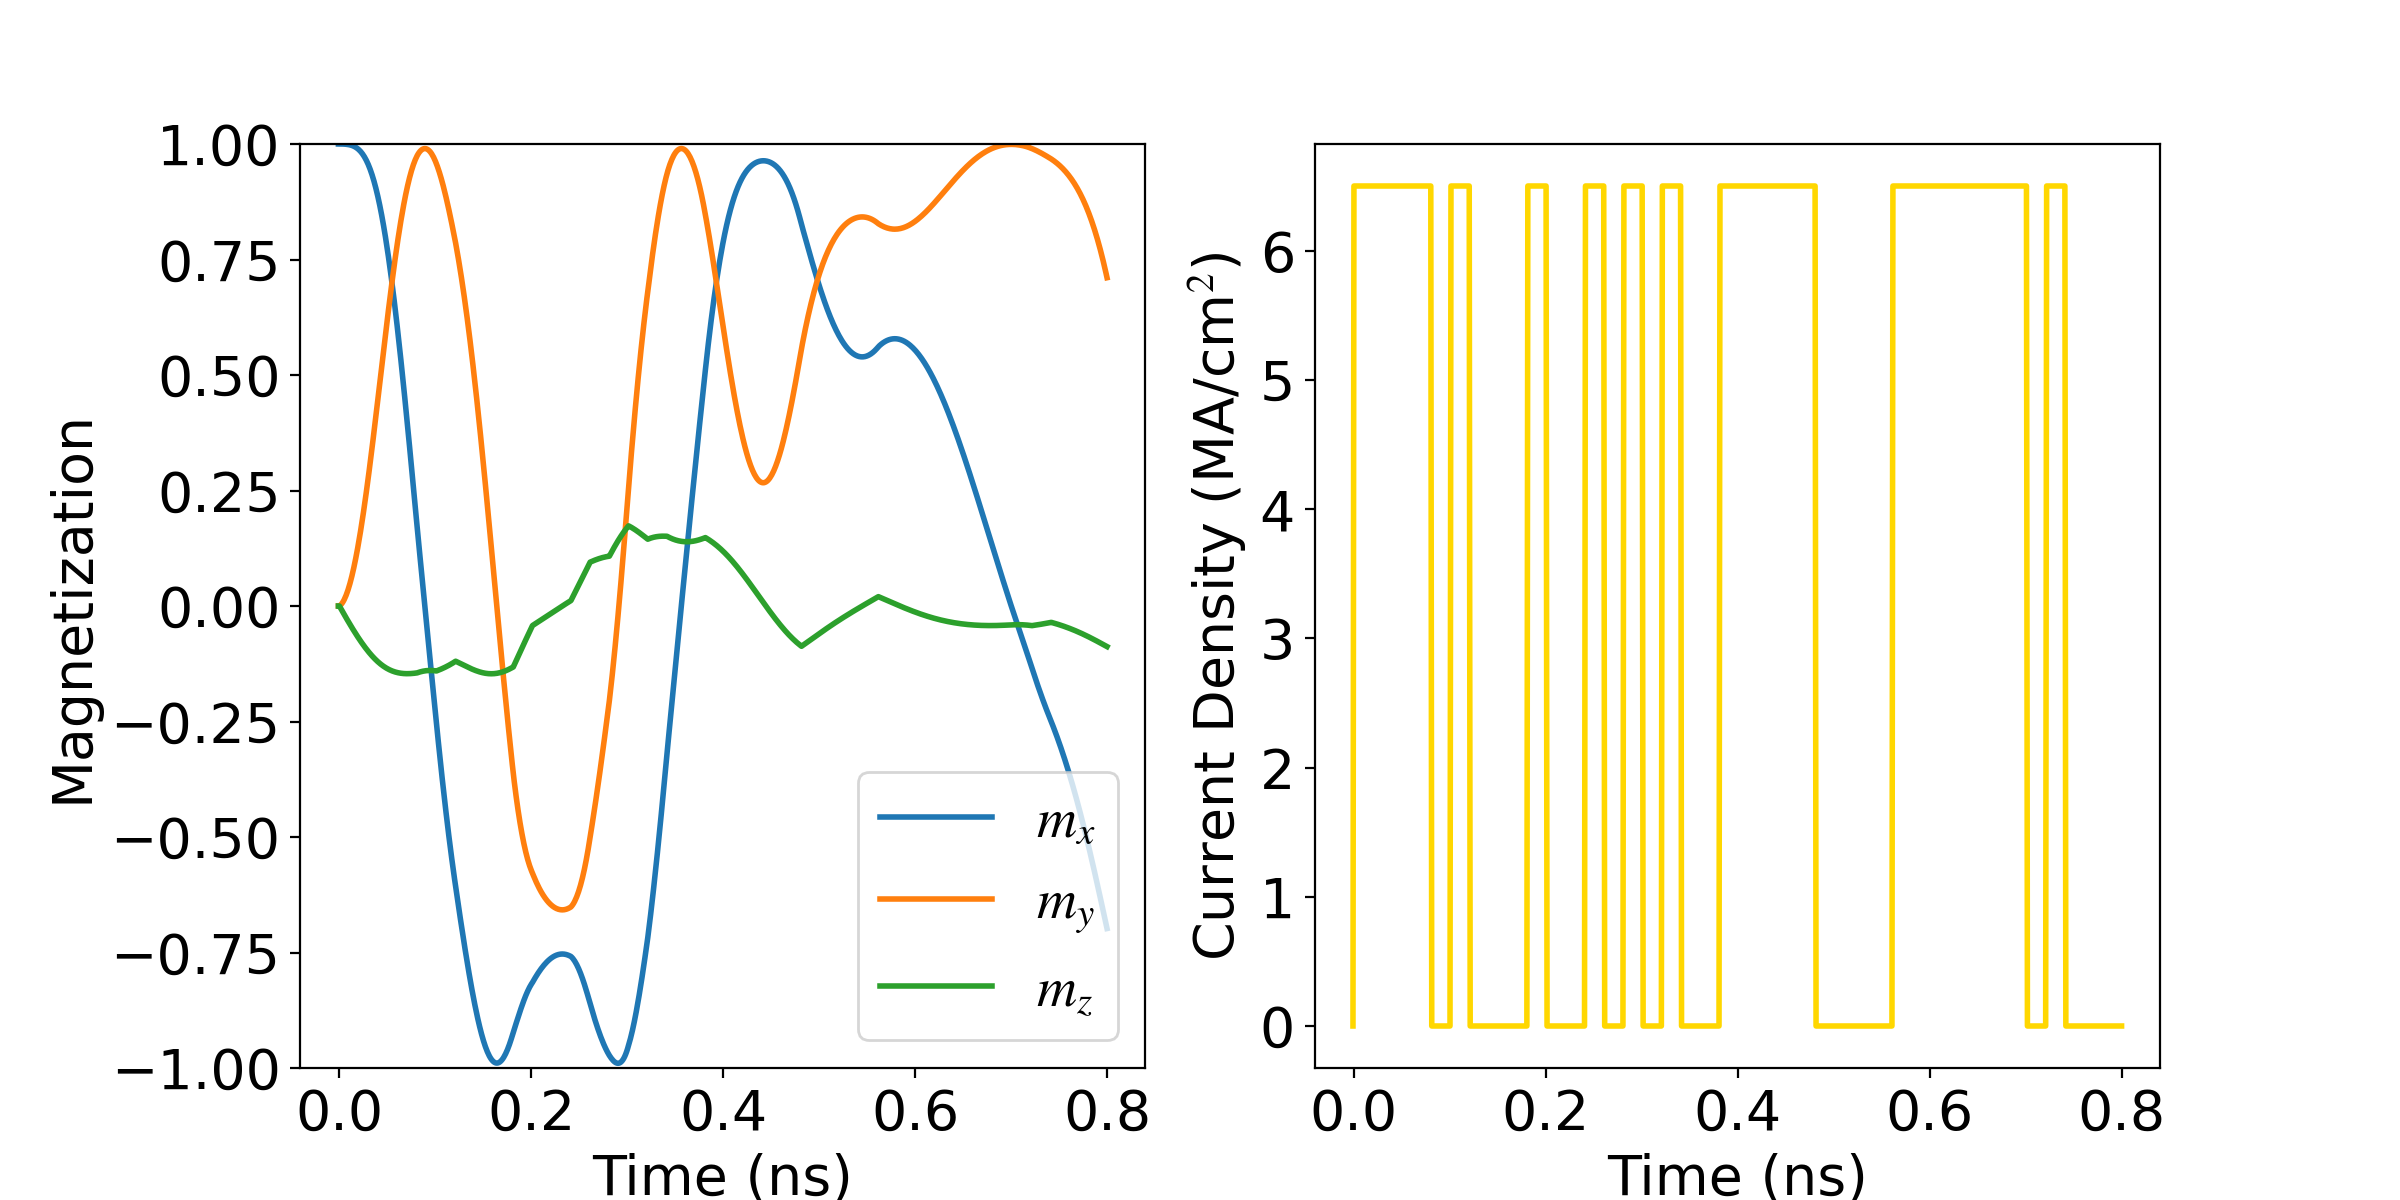 1.00
0.75
0.50
0.25
0.00
−0.25
−0.50
−0.75
−1.00
Magnetization
0.0 0.2 0.4 0.6 0.8
Time (ns)
m_x
m_y
m_z
6
5
4
3
2
1
0
Current Density (MA/cm²)
0.0 0.2 0.4 0.6 0.8
Time (ns)